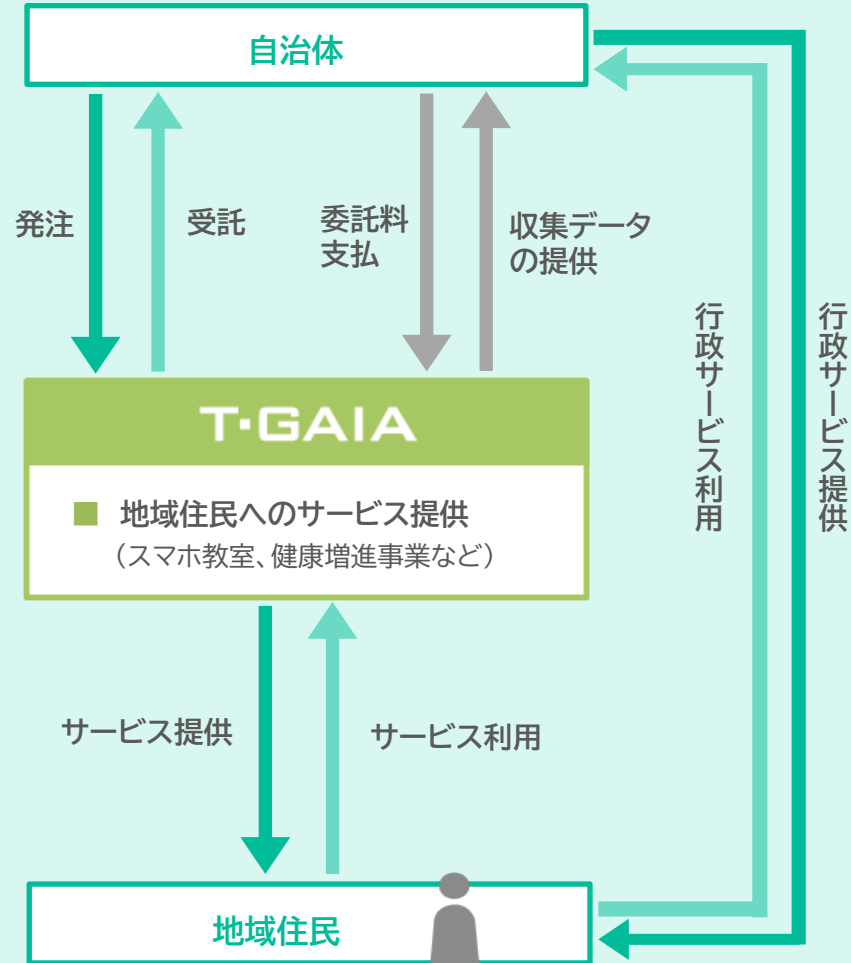 自治体
発注
受託
委託料
支払
収集データ
の提供
行政サービス利用
行政サービス提供
T·GAIA
■ 地域住民へのサービス提供
（スマホ教室、健康増進事業など）
サービス提供
サービス利用
地域住民